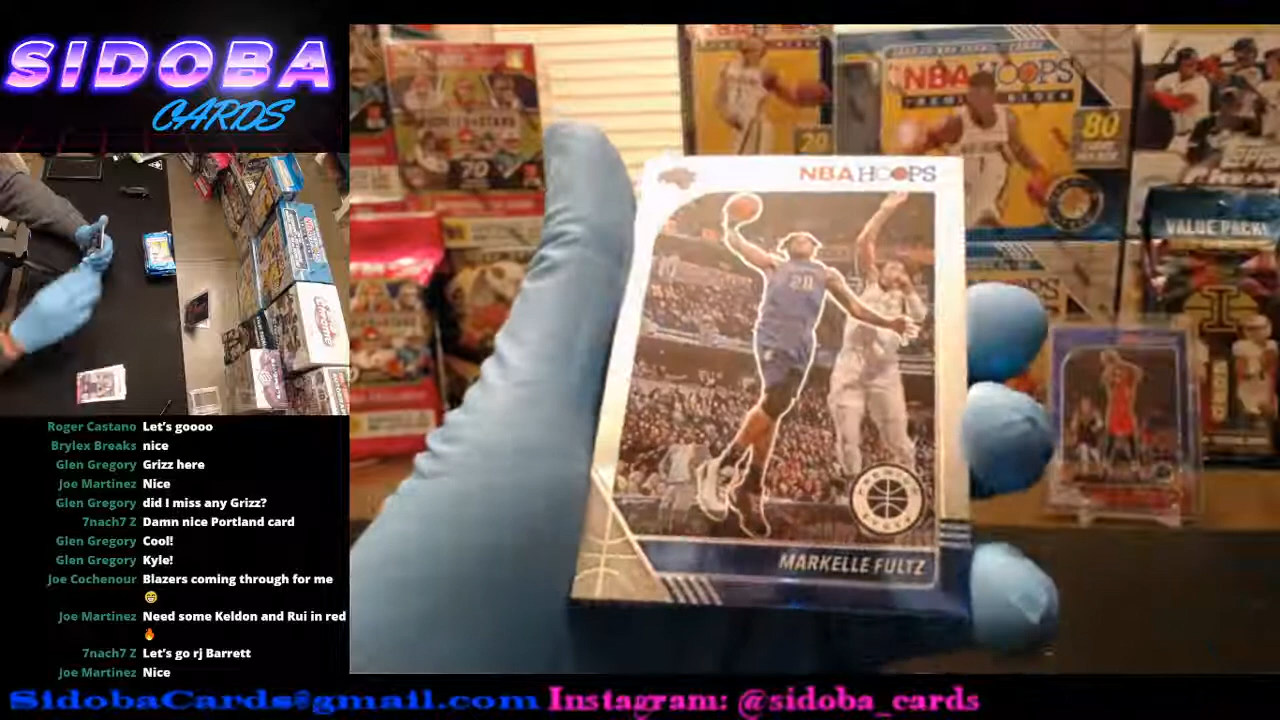 SIDOBA
CARDS
Roger Castano Let's goooo
Brylex Breaks nice
Glen Gregory Grizz here
Joe Martinez Nice
Glen Gregory did I miss any Grizz?
7nach7 Z Damn nice Portland card
Glen Gregory Cool!
Glen Gregory Kyle!
Joe Cochenour Blazers coming through for me
😁
Joe Martinez Need some Keldon and Rui in red
🔥
7nach7 Z Let's go rj Barrett
Joe Martinez Nice
NBA HOOPS
20
MARKELLE FULTZ
NBA HOOPS
80
20
70
VALUE PACK
SidobaCards@gmail.com Instagram: @sidoba_cards